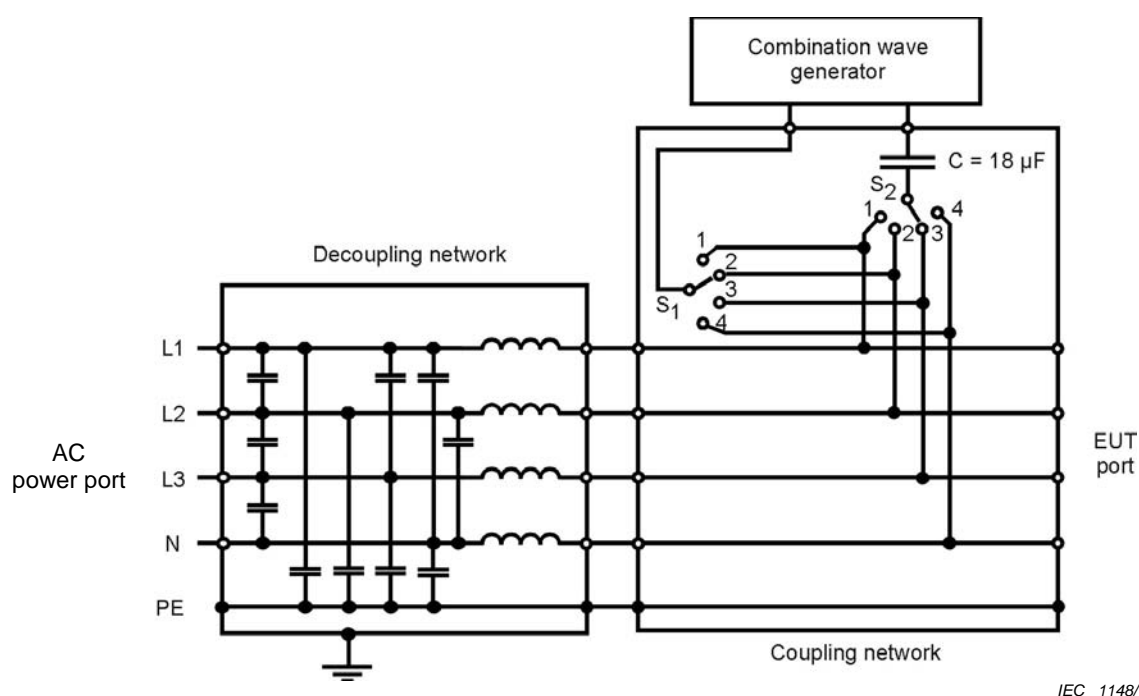 Combination wave
generator
C = 18 µF
S2
1
2
3
4
1
2
3
4
S1
Decoupling network
L1
L2
L3
N
PE
AC
power port
EUT
port
Coupling network
IEC 1148/